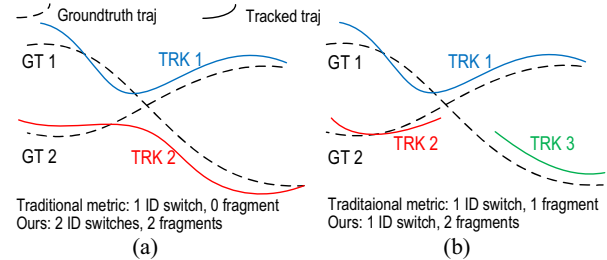 Groundtruth traj
Tracked traj
GT 1
TRK 1
GT 2
TRK 2
Traditional metric: 1 ID switch, 0 fragment
Ours: 2 ID switches, 2 fragments
(a)
GT 1
TRK 1
GT 2
TRK 2
TRK 3
Traditaional metric: 1 ID switch, 1 fragment
Ours: 1 ID switch, 2 fragments
(b)